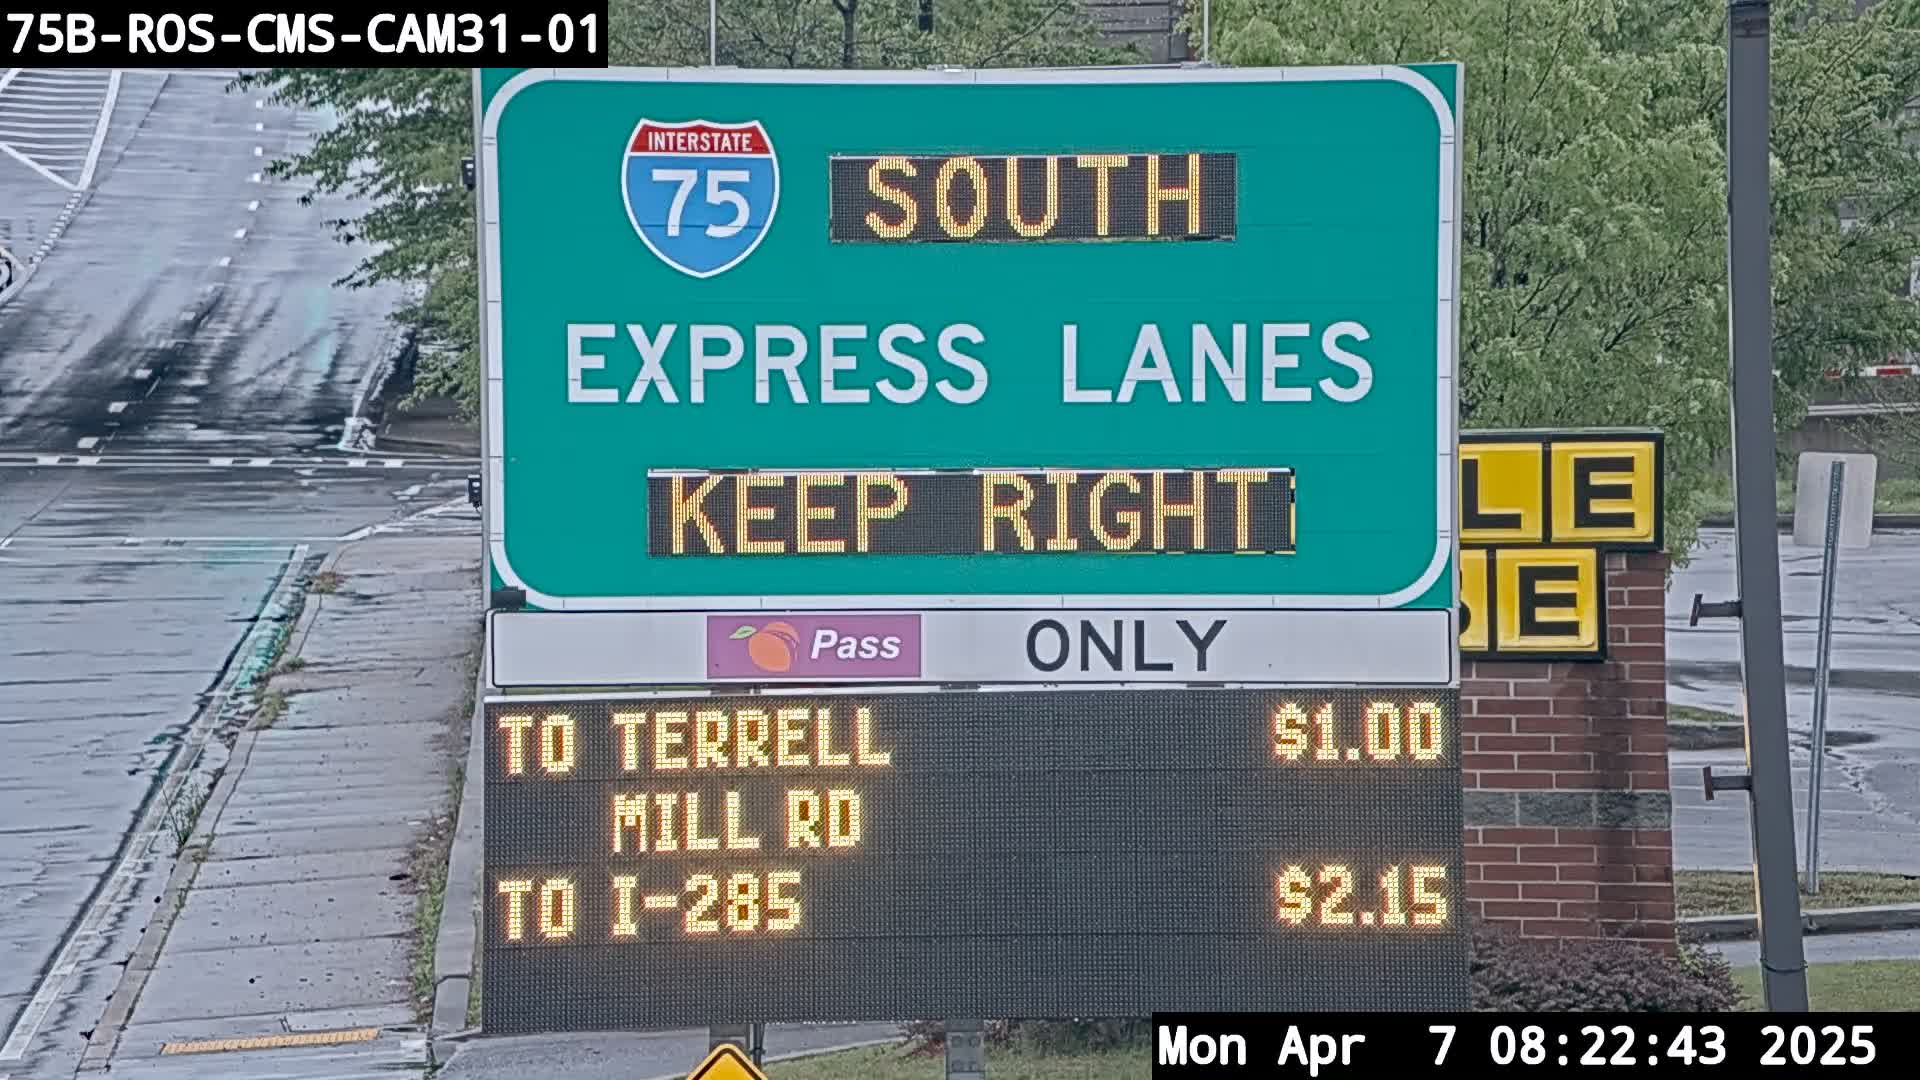 75B-ROS-CMS-CAM31-01
INTERSTATE
75
SOUTH
EXPRESS LANES
KEEP RIGHT
Pass ONLY
TO TERRELL $1.00
MILL RD
TO I-285 $2.15
LE
E
Mon Apr 7 08:22:43 2025